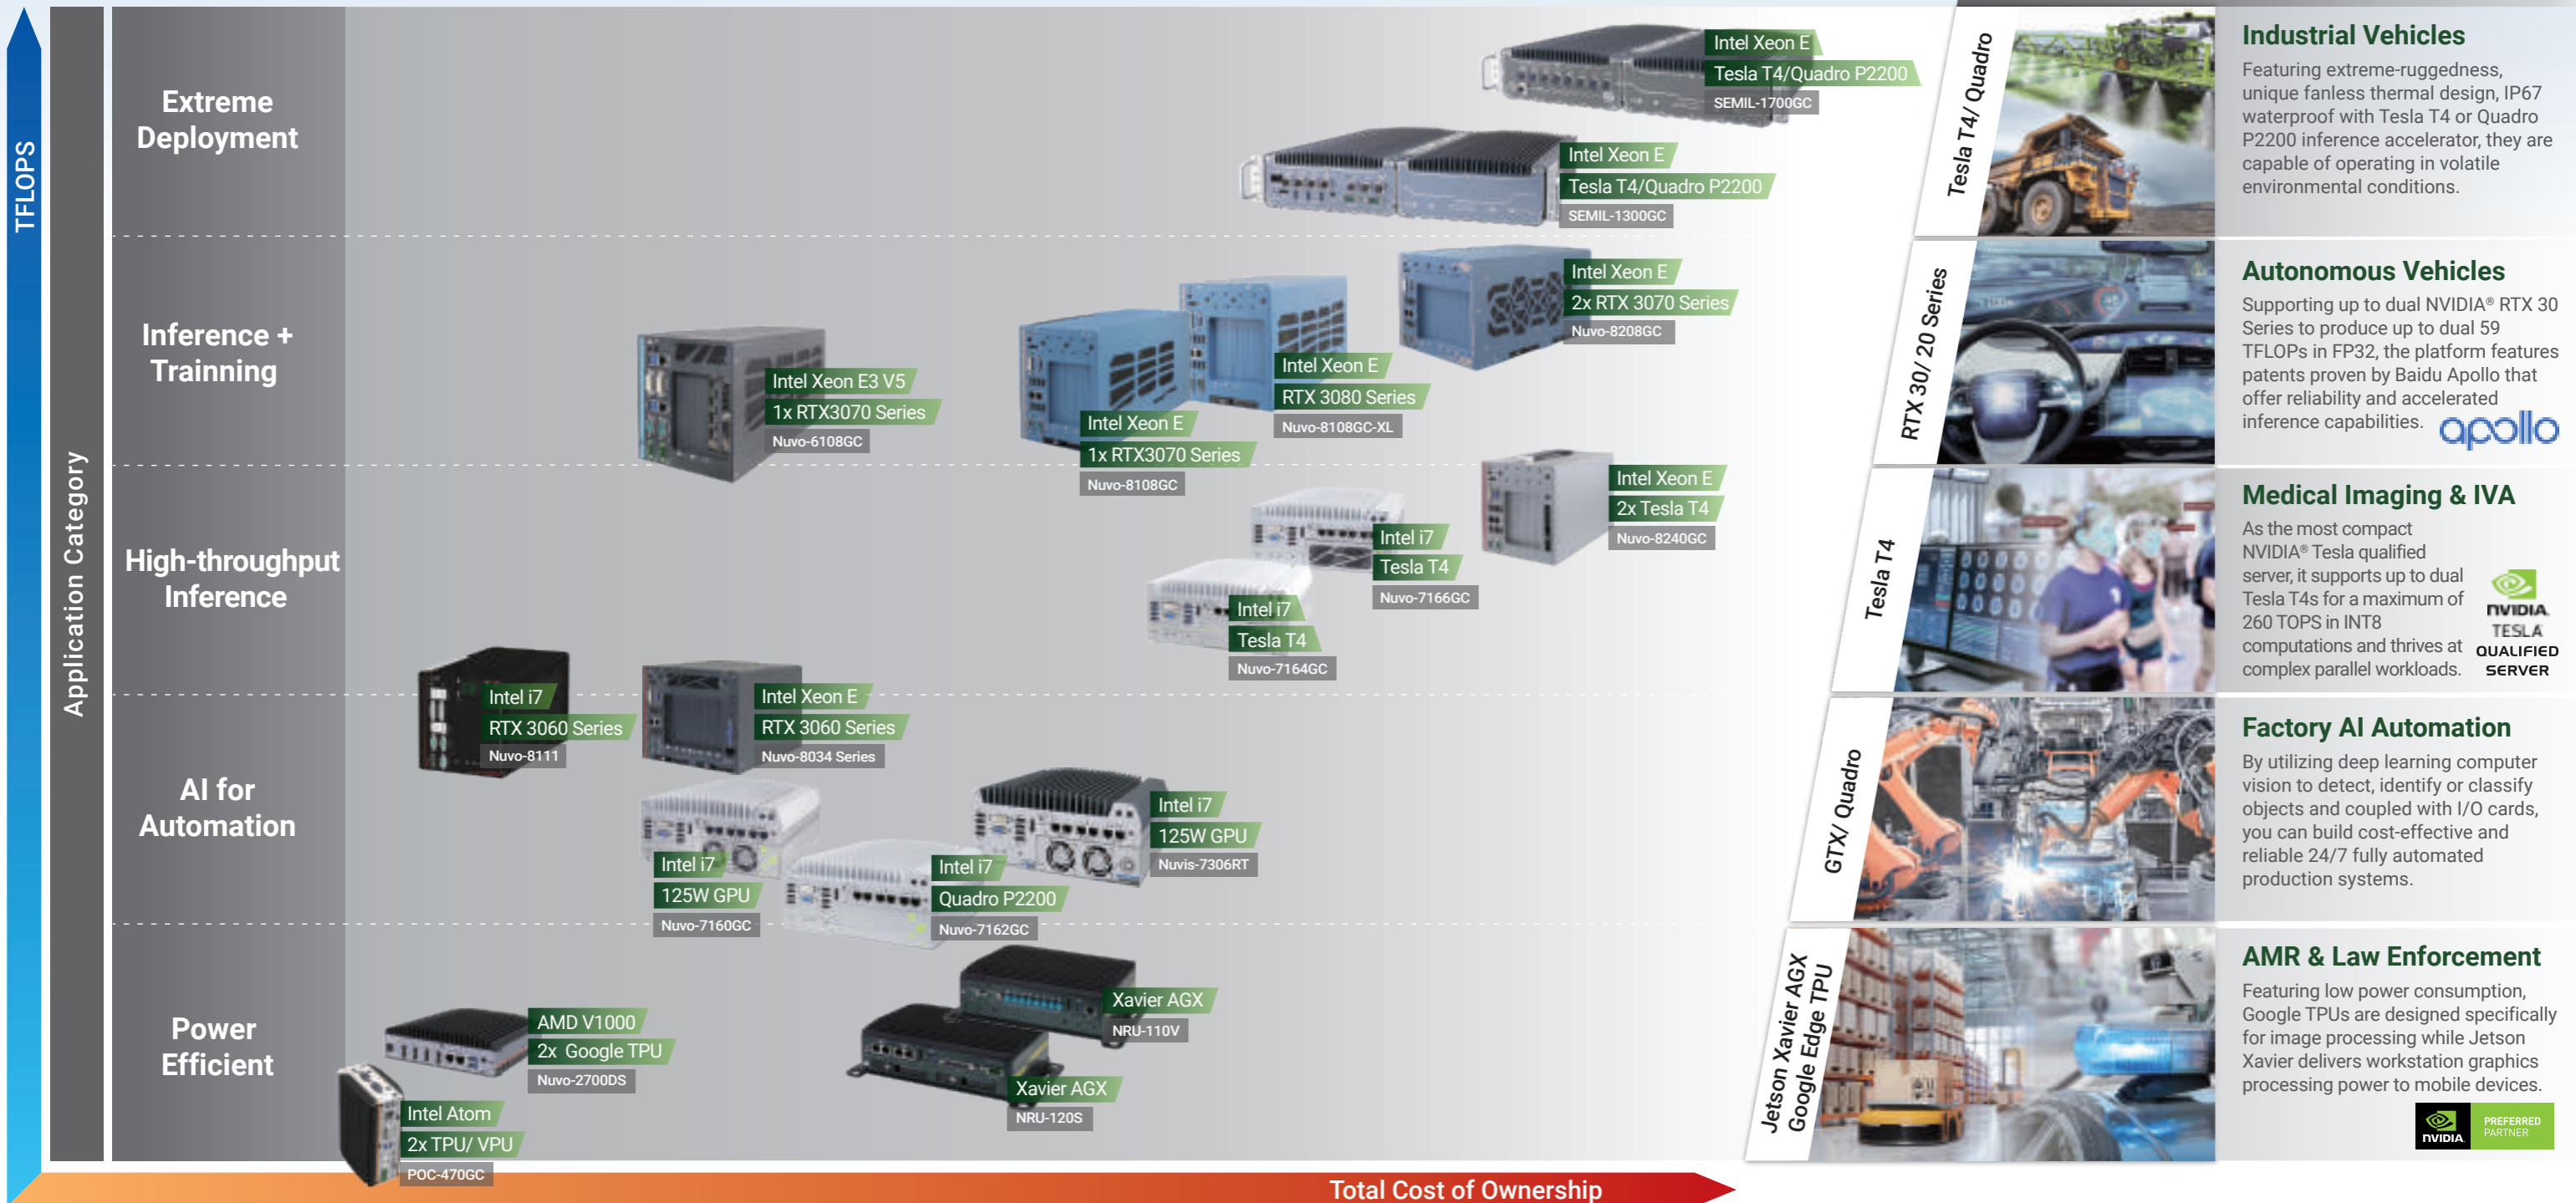 TFLOPS
Application Category
Extreme
Deployment
Intel Xeon E
Tesla T4/Quadro P2200
SEMIL-1700GC
Intel Xeon E
Tesla T4/Quadro P2200
SEMIL-1300GC
Tesla T4/ Quadro
Industrial Vehicles
Featuring extreme-ruggedness,
unique fanless thermal design, IP67
waterproof with Tesla T4 or Quadro
P2200 inference accelerator, they are
capable of operating in volatile
environmental conditions.
Inference +
Trainning
Intel Xeon E3 V5
1x RTX3070 Series
Nuvo-6108GC
Intel Xeon E
1x RTX3070 Series
Nuvo-8108GC
Intel Xeon E
RTX 3080 Series
Nuvo-8108GC-XL
Intel Xeon E
2x RTX 3070 Series
Nuvo-8208GC
RTX 30/ 20 Series
Autonomous Vehicles
Supporting up to dual NVIDIA® RTX 30
Series to produce up to dual 59
TFLOPs in FP32, the platform features
patents proven by Baidu Apollo that
offer reliability and accelerated
inference capabilities.
apollo
High-throughput
Inference
Intel i7
Tesla T4
Nuvo-7164GC
Intel i7
Tesla T4
Nuvo-7166GC
Intel Xeon E
2x Tesla T4
Nuvo-8240GC
Tesla T4
Medical Imaging & IVA
As the most compact
NVIDIA® Tesla qualified
server, it supports up to dual
Tesla T4s for a maximum of
260 TOPS in INT8
computations and thrives at
complex parallel workloads.
NVIDIA
TESLA
QUALIFIED
SERVER
AI for
Automation
Intel i7
RTX 3060 Series
Nuvo-8111
Intel Xeon E
RTX 3060 Series
Nuvo-8034 Series
Intel i7
125W GPU
Nuvo-7160GC
Intel i7
Quadro P2200
Nuvo-7162GC
Intel i7
125W GPU
Nuvis-7306RT
GTX/ Quadro
Factory AI Automation
By utilizing deep learning computer
vision to detect, identify or classify
objects and coupled with I/O cards,
you can build cost-effective and
reliable 24/7 fully automated
production systems.
Power
Efficient
AMD V1000
2x Google TPU
Nuvo-2700DS
Intel Atom
2x TPU/ VPU
POC-470GC
Xavier AGX
NRU-110V
Xavier AGX
NRU-120S
Jetson Xavier AGX
Google Edge TPU
AMR & Law Enforcement
Featuring low power consumption,
Google TPUs are designed specifically
for image processing while Jetson
Xavier delivers workstation graphics
processing power to mobile devices.
NVIDIA
PREFERRED
PARTNER
Total Cost of Ownership